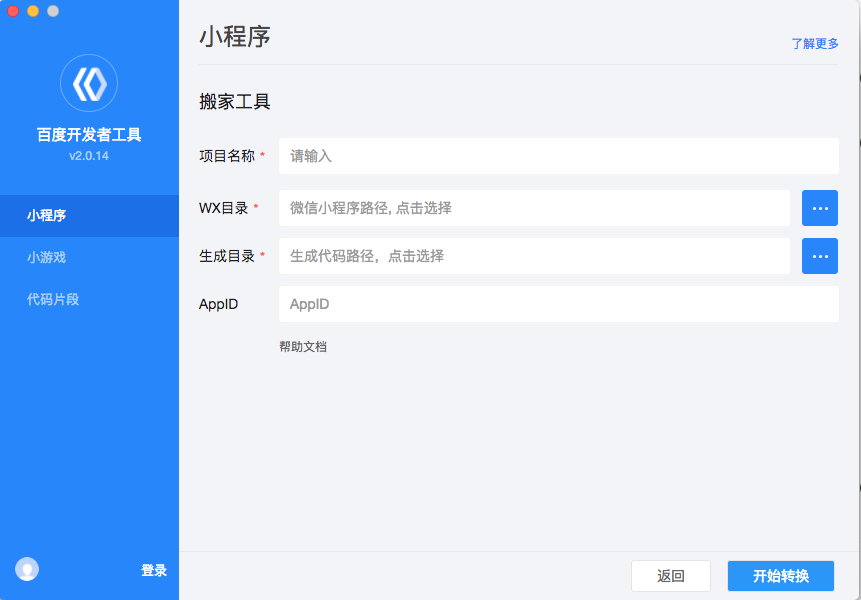 百度开发者工具
v2.0.14
小程序
小游戏
代码片段
登录
小程序
了解更多
搬家工具
项目名称 *
请输入
WX目录 *
微信小程序路径, 点击选择
...
生成目录 *
生成代码路径，点击选择
...
AppID
AppID
帮助文档
返回
开始转换